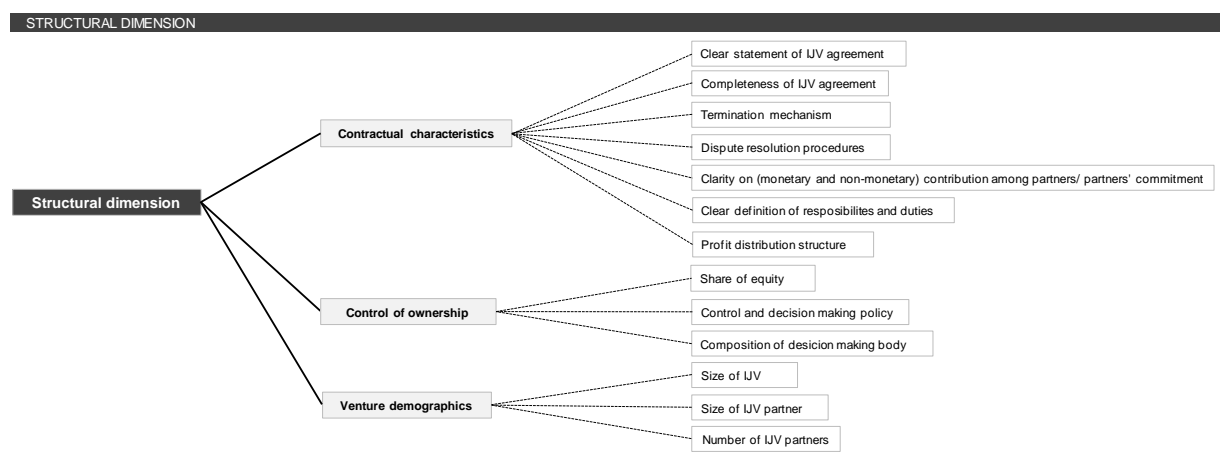 STRUCTURAL DIMENSION
Structural dimension
Contractual characteristics
Clear statement of IJV agreement
Completeness of IJV agreement
Termination mechanism
Dispute resolution procedures
Clarity on (monetary and non-monetary) contribution among partners/ partners' commitment
Clear definition of resposibilites and duties
Profit distribution structure
Control of ownership
Share of equity
Control and decision making policy
Composition of desicion making body
Venture demographics
Size of IJV
Size of IJV partner
Number of IJV partners